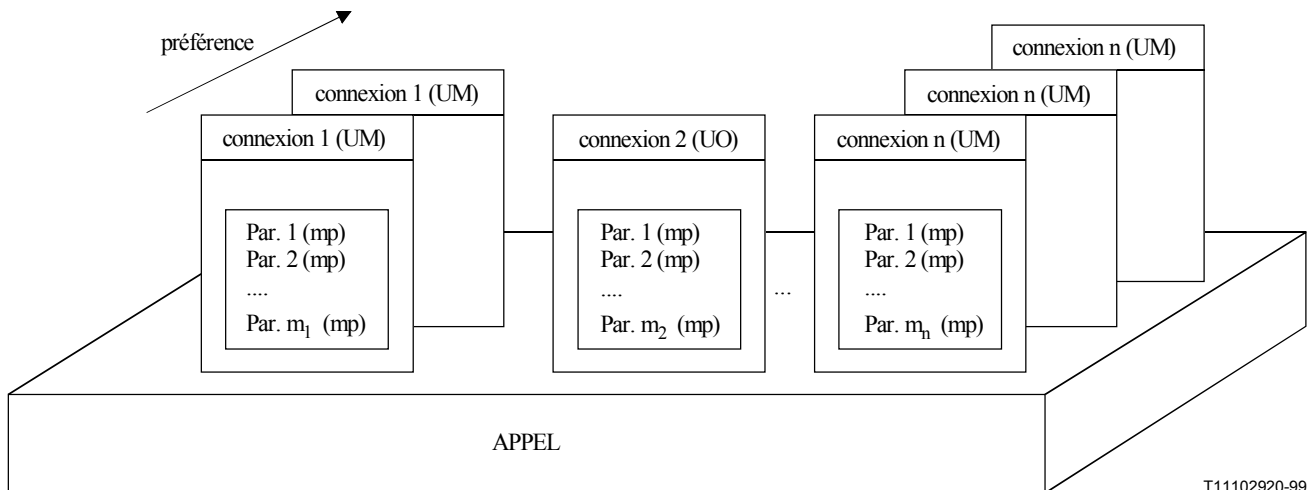 préférence
connexion n (UM)
connexion 1 (UM)
connexion n (UM)
connexion 1 (UM)
connexion 2 (UO)
connexion n (UM)
Par. 1 (mp)
Par. 2 (mp)
....
Par. m1 (mp)
Par. 1 (mp)
Par. 2 (mp)
....
Par. m2 (mp)
...
Par. 1 (mp)
Par. 2 (mp)
....
Par. mn (mp)
APPEL
T11102920-99